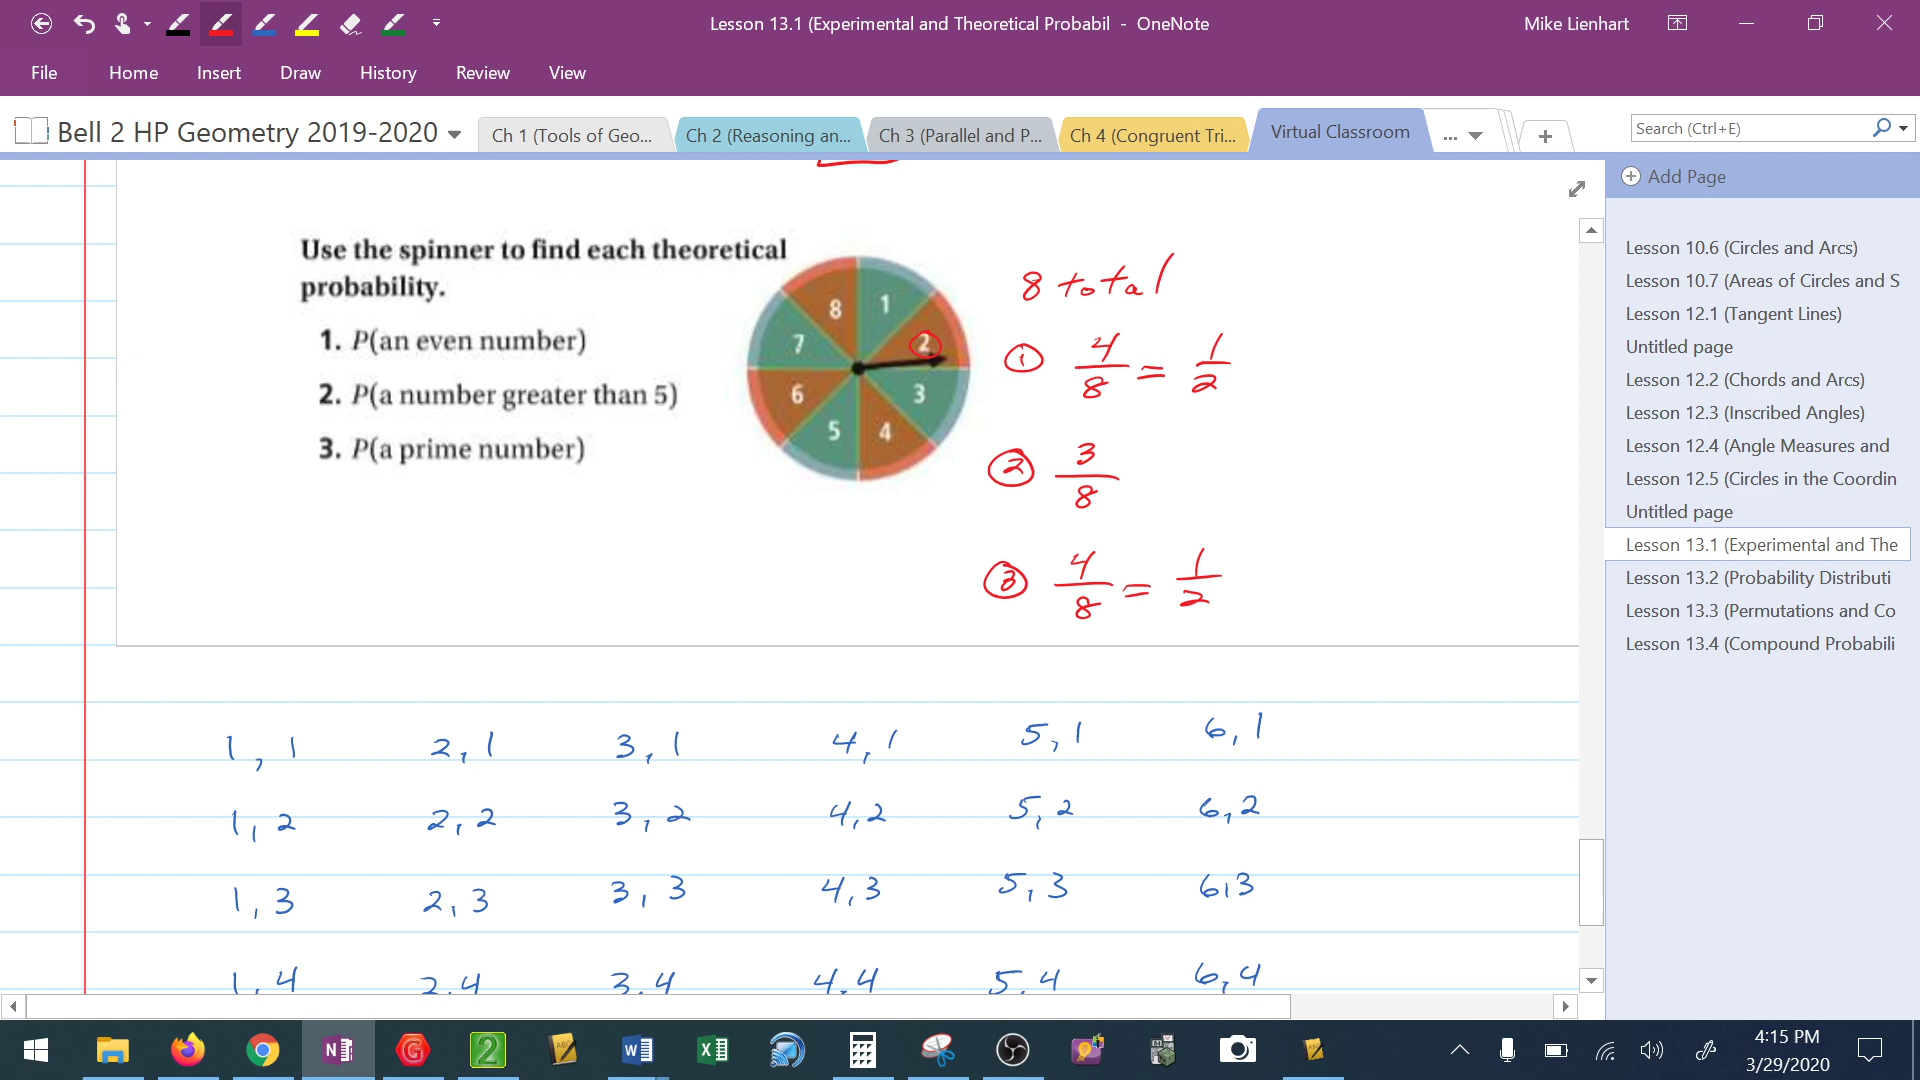 Lesson 13.1 (Experimental and Theoretical Probabil - OneNote
Mike Lienhart
File Home Insert Draw History Review View
Bell 2 HP Geometry 2019-2020
Ch 1 (Tools of Geo... Ch 2 (Reasoning an... Ch 3 (Parallel and P... Ch 4 (Congruent Tri... Virtual Classroom ... +
Search (Ctrl+E)
Add Page
Lesson 10.6 (Circles and Arcs)
Lesson 10.7 (Areas of Circles and S
Lesson 12.1 (Tangent Lines)
Untitled page
Lesson 12.2 (Chords and Arcs)
Lesson 12.3 (Inscribed Angles)
Lesson 12.4 (Angle Measures and
Lesson 12.5 (Circles in the Coordin
Untitled page
Lesson 13.1 (Experimental and The
Lesson 13.2 (Probability Distributi
Lesson 13.3 (Permutations and Co
Lesson 13.4 (Compound Probabili
Use the spinner to find each theoretical
probability.
1. P(an even number)
2. P(a number greater than 5)
3. P(a prime number)
8 1
7 2
6 3
5 4
8 total
① 4/8 = 1/2
② 3/8
③ 4/8 = 1/2
1, 1 2, 1 3, 1 4, 1 5, 1 6, 1
1, 2 2, 2 3, 2 4, 2 5, 2 6, 2
1, 3 2, 3 3, 3 4, 3 5, 3 6, 3
1, 4 2, 4 3, 4 4, 4 5, 4 6, 4
4:15 PM
3/29/2020